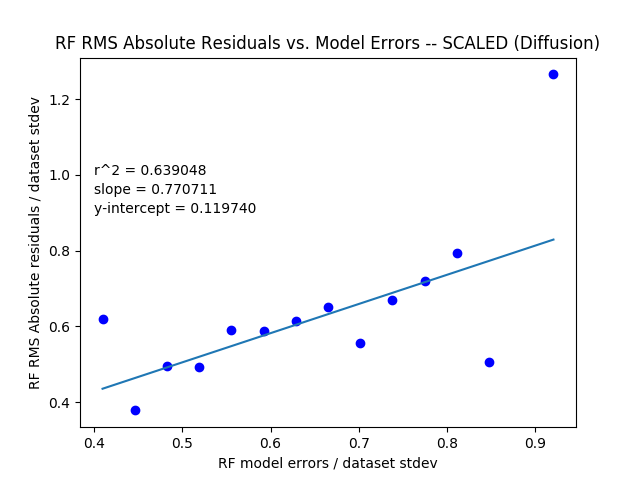 RF RMS Absolute Residuals vs. Model Errors -- SCALED (Diffusion)
RF RMS Absolute residuals / dataset stdev
1.2
1.0
0.8
0.6
0.4
r^2 = 0.639048
slope = 0.770711
y-intercept = 0.119740
0.4 0.5 0.6 0.7 0.8 0.9
RF model errors / dataset stdev